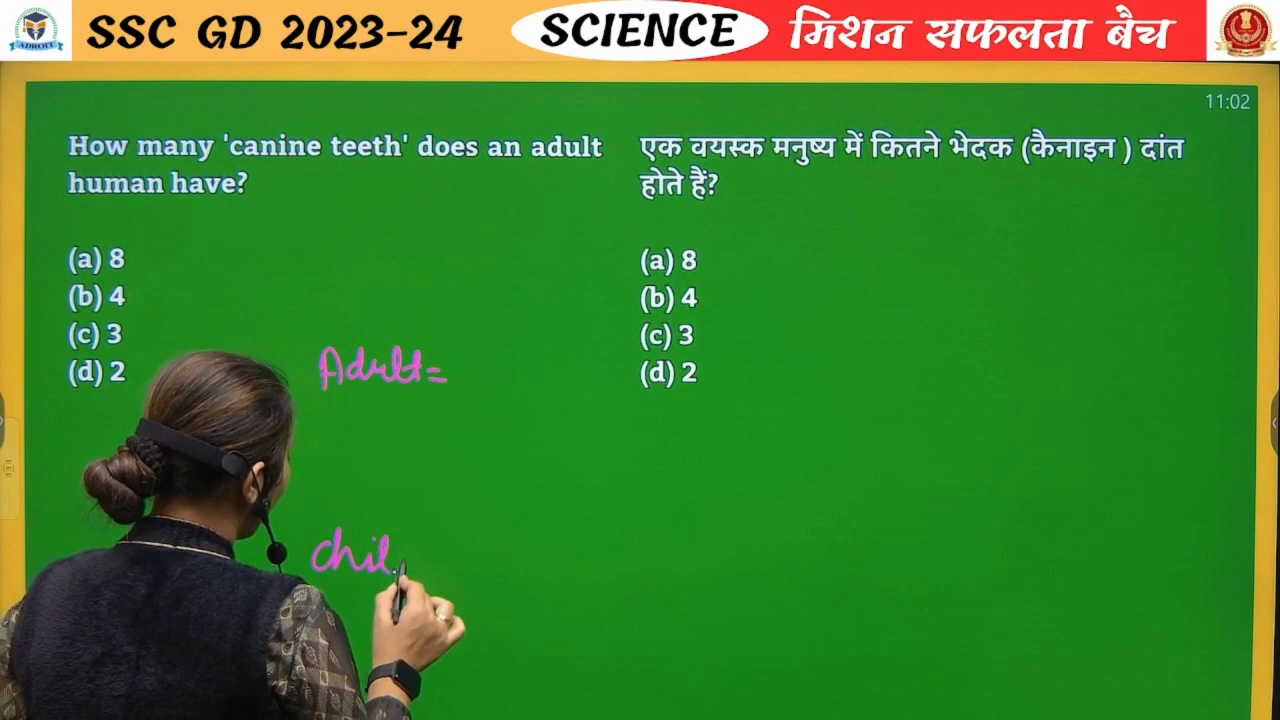 SSC GD 2023-24 SCIENCE मिशन सफलता बैच
ADROIT
11:02
How many 'canine teeth' does an adult
human have?
(a) 8
(b) 4
(c) 3
(d) 2
एक वयस्क मनुष्य में कितने भेदक (कैनाइन ) दांत
होते हैं?
(a) 8
(b) 4
(c) 3
(d) 2
Adult=
Chil